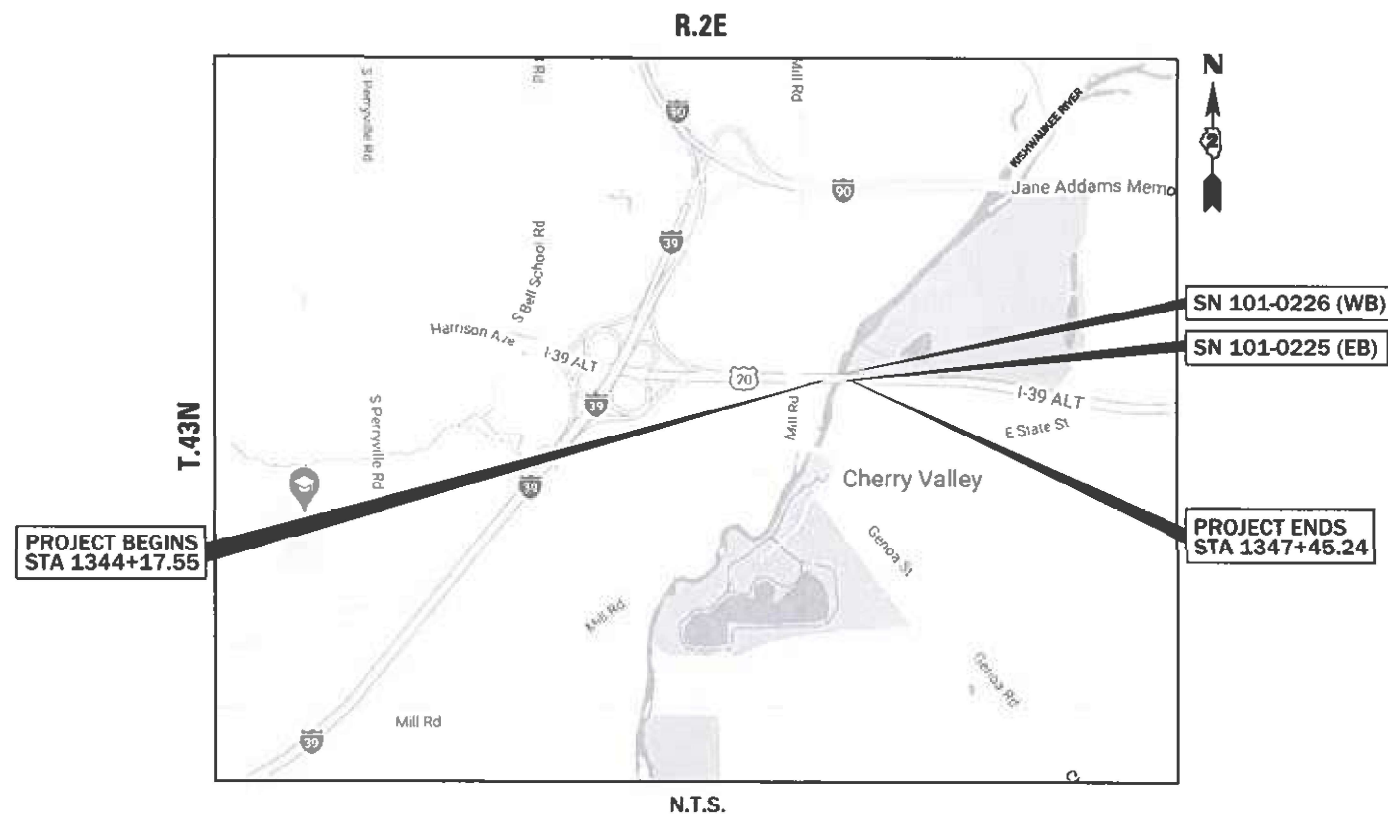 R.2E
N
2
S Perryville Rd
Rd
Mill Rd
90
KISHWAUKEE RIVER
Jane Addams Memo
90
39
S Bell School Rd
Harrison Ave
I-39 ALT
SN 101-0226 (WB)
SN 101-0225 (EB)
20
I-39 ALT
39
E State St
Mill Rd
S Perryville Rd
T.43N
39
Cherry Valley
PROJECT BEGINS
STA 1344+17.55
PROJECT ENDS
STA 1347+45.24
Genoa St
Mill Rd
Genoa Rd
Mill Rd
39
N.T.S.